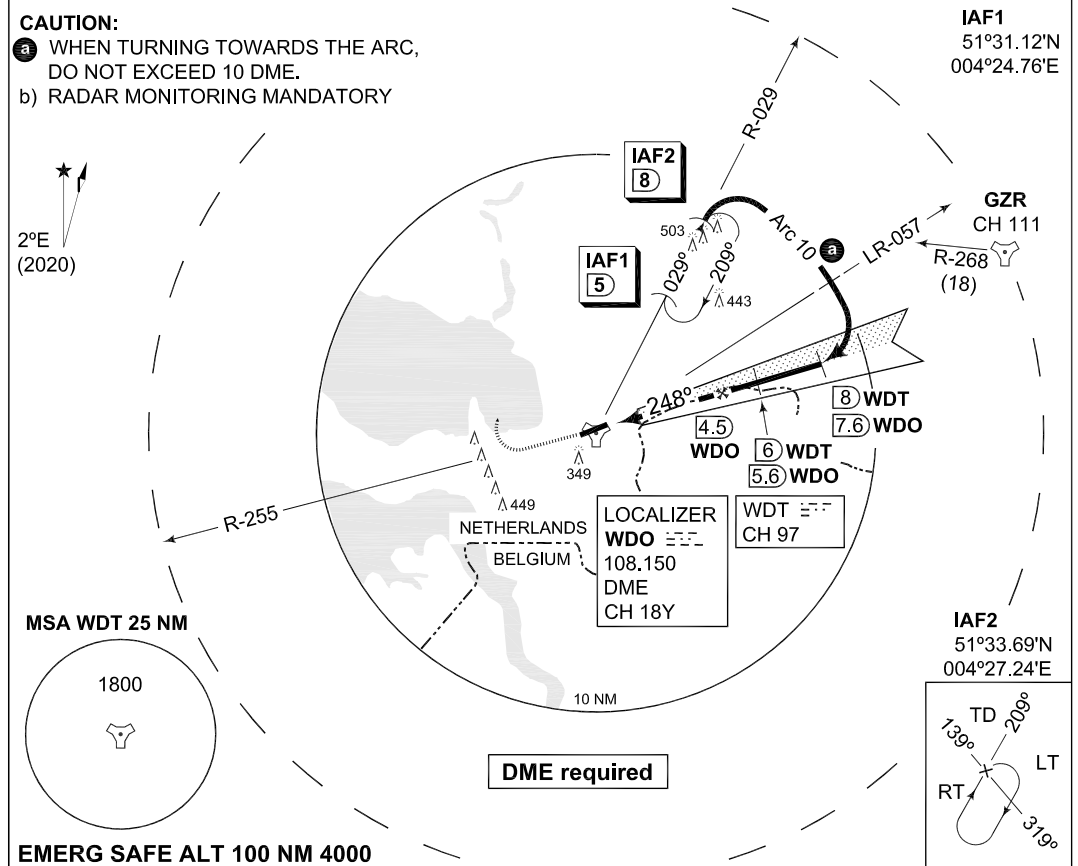 CAUTION:
a WHEN TURNING TOWARDS THE ARC,
DO NOT EXCEED 10 DME.
b) RADAR MONITORING MANDATORY
IAF1
51º31.12'N
004º24.76'E
2ºE
(2020)
R-029
IAF2
8
503
IAF1
5
029º
209º
443
Arc 10
a
LR-057
GZR
CH 111
R-268
(18)
248º
8 WDT
7.6 WDO
4.5
WDO
6 WDT
5.6 WDO
349
449
R-255
NETHERLANDS
BELGIUM
LOCALIZER
WDO
108.150
DME
CH 18Y
WDT
CH 97
MSA WDT 25 NM
1800
10 NM
DME required
IAF2
51º33.69'N
004º27.24'E
TD
209º
139º
LT
RT
319º
EMERG SAFE ALT 100 NM 4000